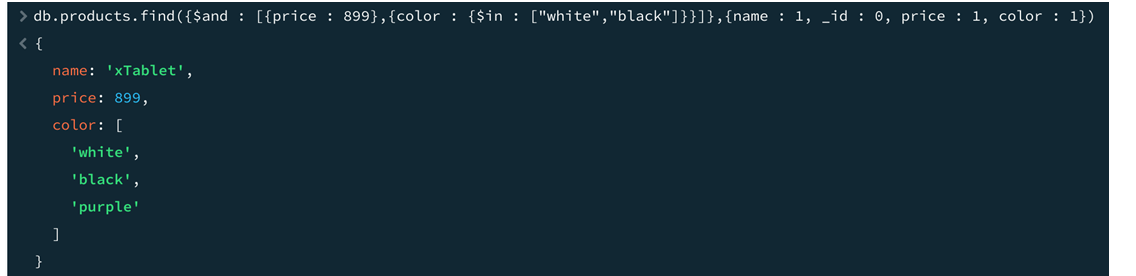 > db.products.find({$and : [{price : 899},{color : {$in : ["white","black"]}}]},{name : 1, _id : 0, price : 1, color : 1})
< {
name: 'xTablet',
price: 899,
color: [
'white',
'black',
'purple'
]
}